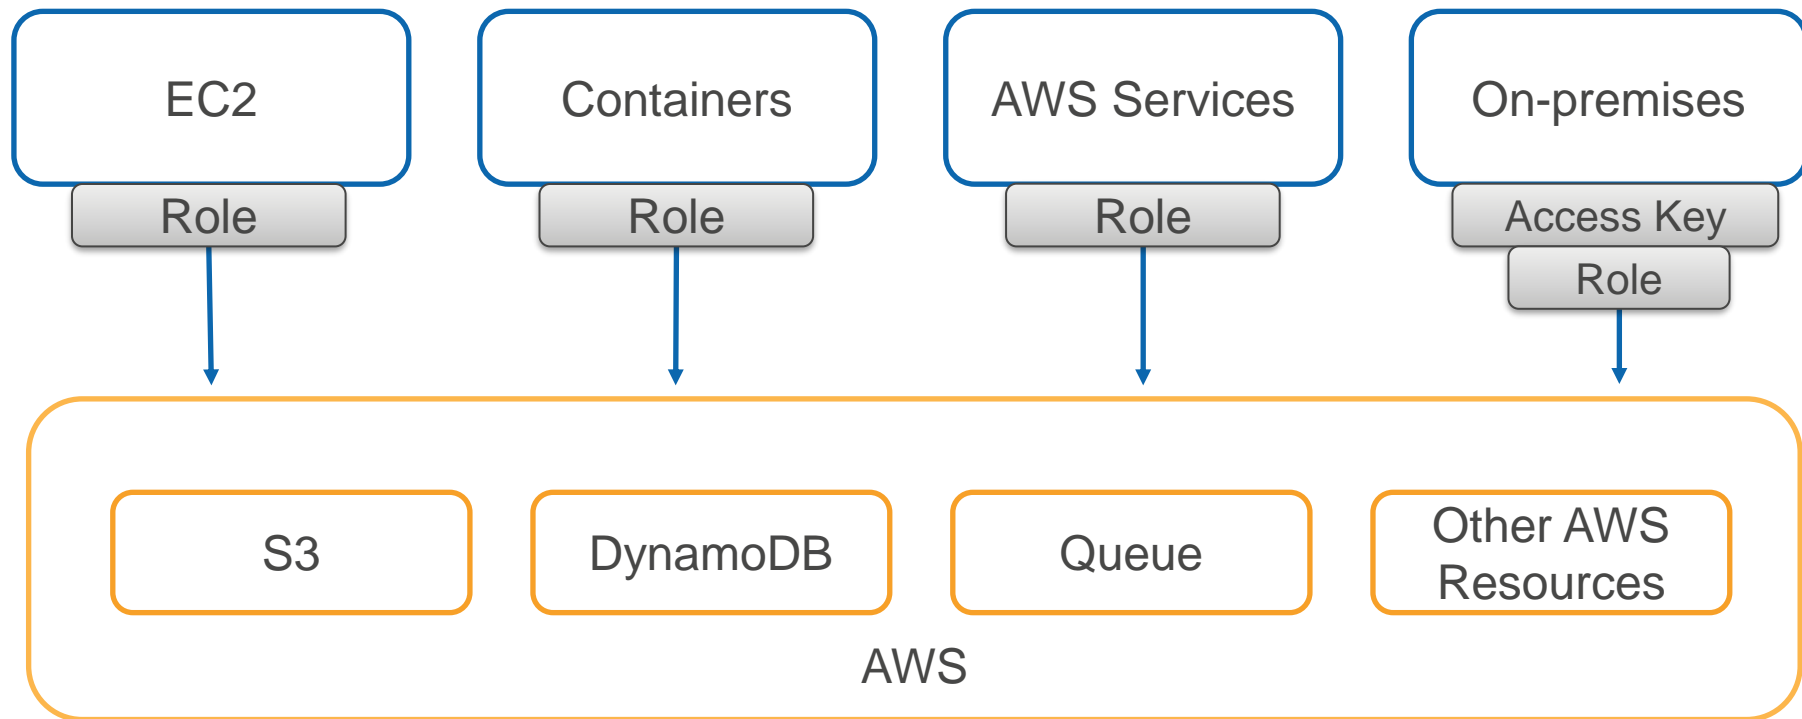 EC2
Containers
AWS Services
On-premises
Role
Role
Role
Access Key
Role
S3
DynamoDB
Queue
Other AWS
Resources
AWS